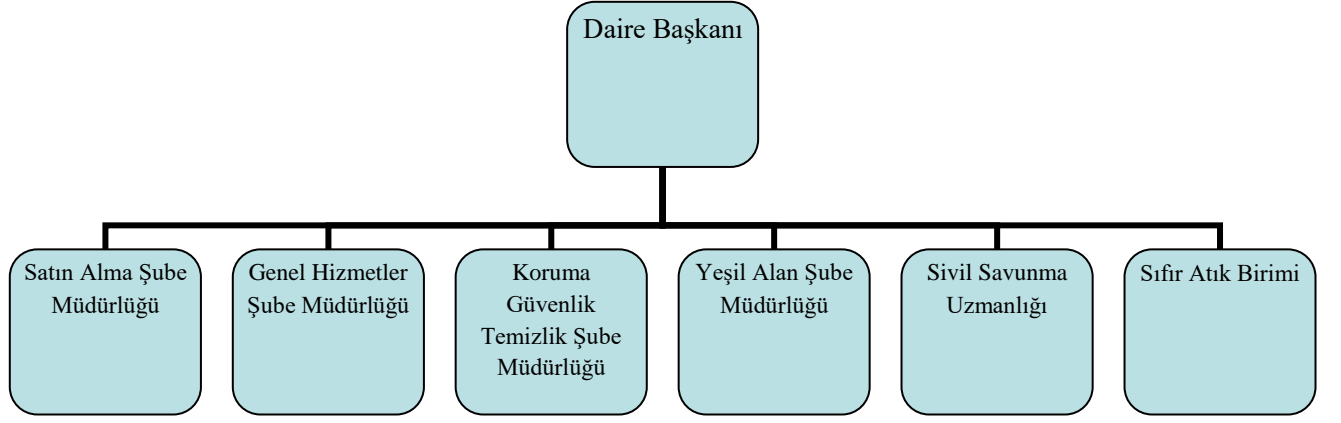 Daire Başkanı
Satın Alma Şube
Müdürlüğü
Genel Hizmetler
Şube Müdürlüğü
Koruma
Güvenlik
Temizlik Şube
Müdürlüğü
Yeşil Alan Şube
Müdürlüğü
Sivil Savunma
Uzmanlığı
Sıfır Atık Birimi